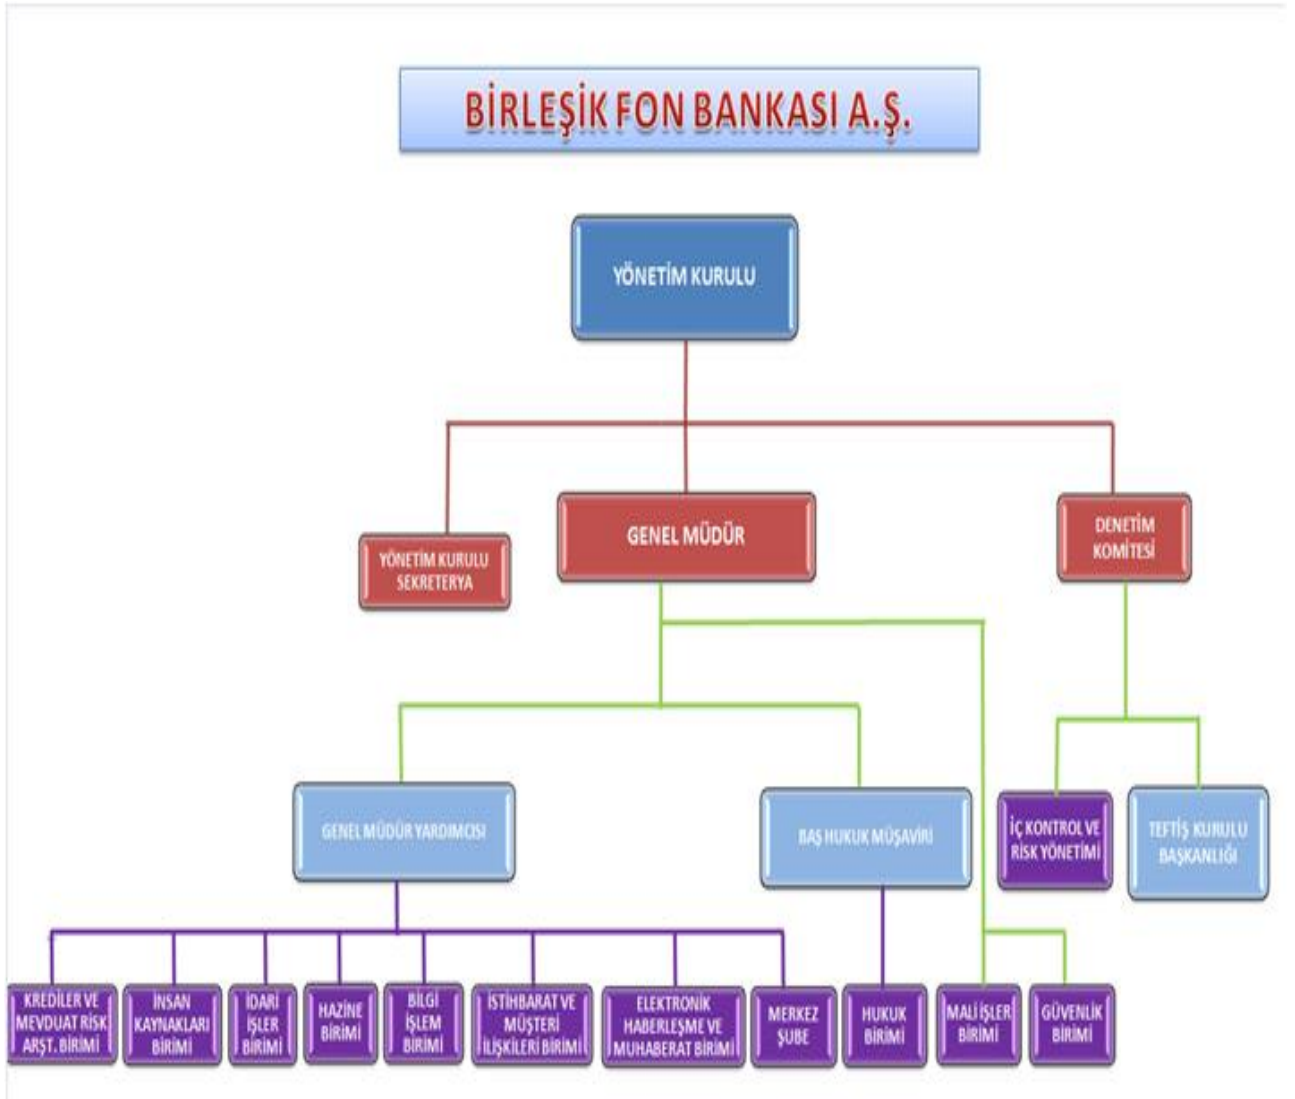 BİRLEŞİK FON BANKASI A.Ş.
YÖNETİM KURULU
YÖNETİM KURULU
SEKRETERYA
GENEL MÜDÜR
DENETİM
KOMİTESİ
GENEL MÜDÜR YARDIMCISI
BAŞ HUKUK MÜŞAVİRİ
İÇ KONTROL VE
RİSK YÖNETİMİ
TEFTİŞ KURULU
BAŞKANLIĞI
KREDİLER VE
MEVDUAT RİSK
ARŞT. BİRİMİ
İNSAN
KAYNAKLARI
BİRİMİ
İDARİ
İŞLER
BİRİMİ
HAZİNE
BİRİMİ
BİLGİ
İŞLEM
BİRİMİ
İSTİHBARAT VE
MÜŞTERİ
İLİŞKİLERİ BİRİMİ
ELEKTRONİK
HABERLEŞME VE
MUHABERAT BİRİMİ
MERKEZ
ŞUBE
HUKUK
BİRİMİ
MALİ İŞLER
BİRİMİ
GÜVENLİK
BİRİMİ